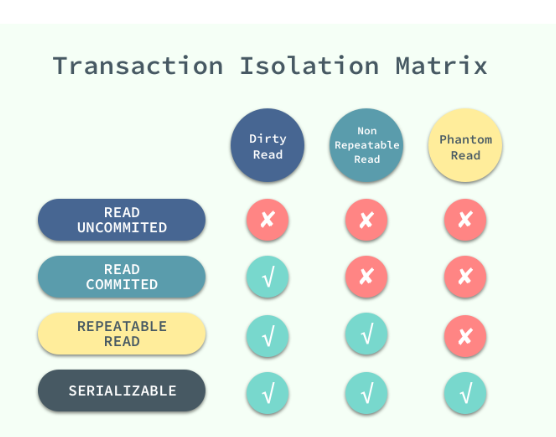 Transaction Isolation Matrix
Dirty
Read
Non
Repeatable
Read
Phantom
Read
READ
UNCOMMITED
✘ ✘ ✘
READ
COMMITED
√ ✘ ✘
REPEATABLE
READ
√ √ ✘
SERIALIZABLE
√ √ √